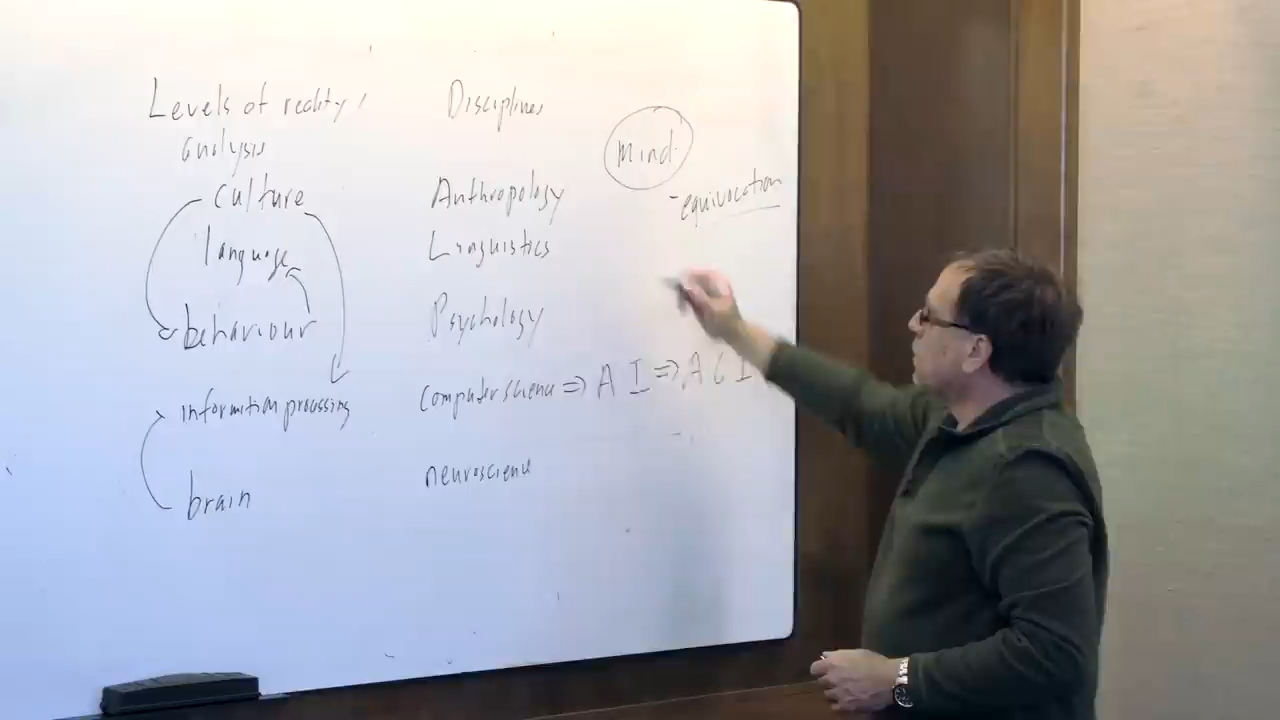 Levels of reality / Disciplines
analysis
Mind
culture Anthropology - equivocation
language Linguistics
behaviour Psychology
information processing computer science ⇒ A I ⇒ A G I
brain neuroscience